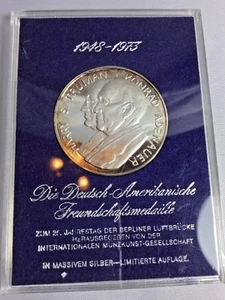 1948-1973
HARRY S. TRUMAN KONRAD ADENAUER
Die Deutsch-Amerikanische
Freundschaftsmedaille
ZUM 25. JAHRESTAG DER BERLINER LUFTBRÜCKE
HERAUSGEGEBEN VON DER
INTERNATIONALEN MÜNZKUNST-GESELLSCHAFT
IN MASSIVEM SILBER-LIMITIERTE AUFLAGE.